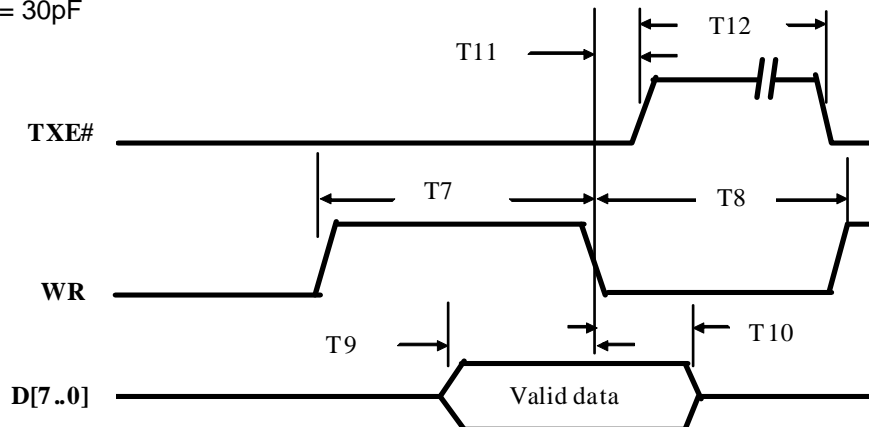 = 30pF
T12
T11
TXE#
T7
T8
WR
T9
T10
D[7..0]
Valid data